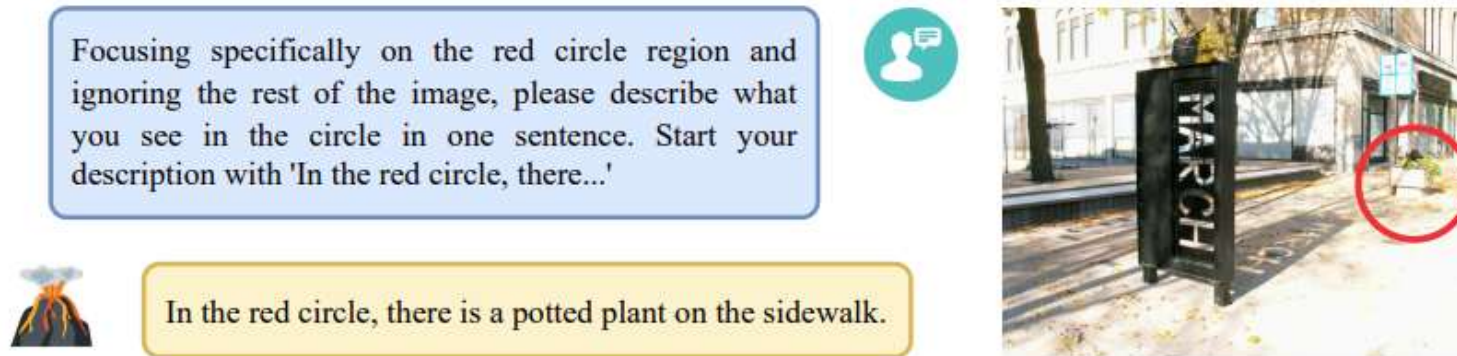 Focusing specifically on the red circle region and
ignoring the rest of the image, please describe what
you see in the circle in one sentence. Start your
description with 'In the red circle, there...'
MARCH
In the red circle, there is a potted plant on the sidewalk.